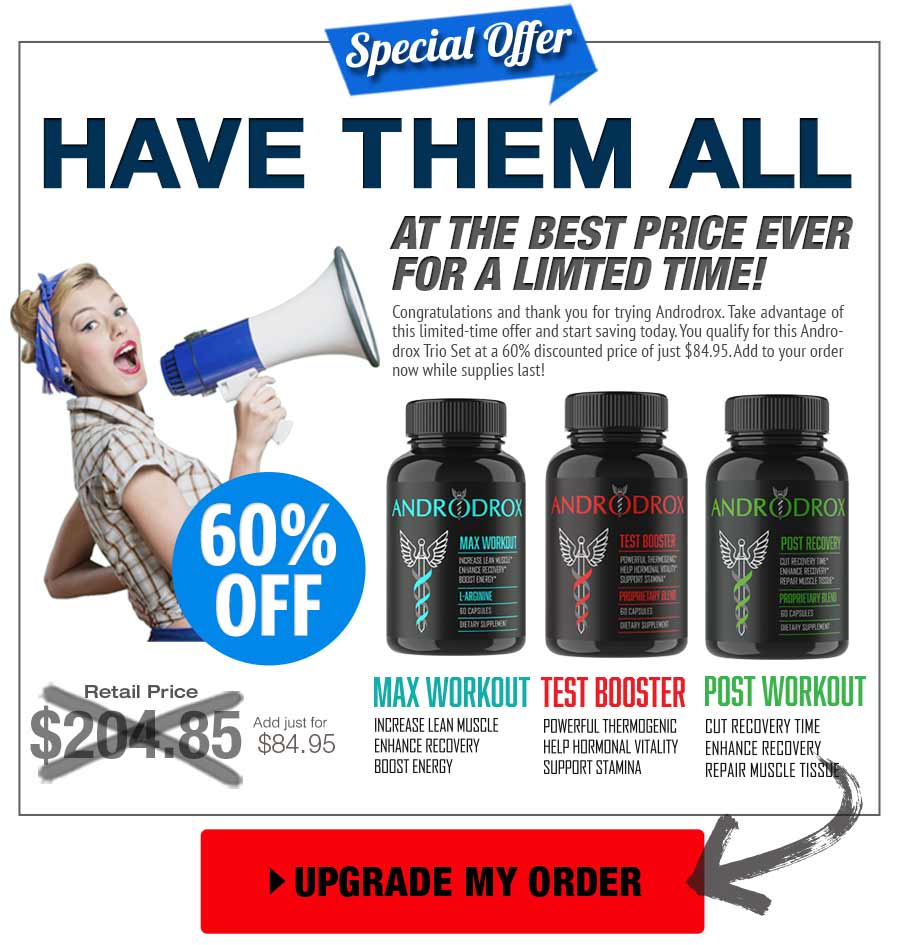 Special Offer
HAVE THEM ALL
AT THE BEST PRICE EVER
FOR A LIMTED TIME!
Congratulations and thank you for trying Androdrox. Take advantage of
this limited-time offer and start saving today. You qualify for this Andro-
drox Trio Set at a 60% discounted price of just $84.95. Add to your order
now while supplies last!
60%
OFF
ANDRODROX
MAX WORKOUT
INCREASE LEAN MUSCLE*
ENHANCE RECOVERY*
BOOST ENERGY*
L-ARGININE
60 CAPSULES
DIETARY SUPPLEMENT
ANDRODROX
TEST BOOSTER
POWERFUL THERMOGENIC*
HELP HORMONAL VITALITY*
SUPPORT STAMINA*
PROPRIETARY BLEND
60 CAPSULES
DIETARY SUPPLEMENT
ANDRODROX
POST RECOVERY
CUT RECOVERY TIME*
ENHANCE RECOVERY*
REPAIR MUSCLE TISSUE*
PROPRIETARY BLEND
60 CAPSULES
DIETARY SUPPLEMENT
Retail Price
$204.85
Add just for
$84.95
MAX WORKOUT
INCREASE LEAN MUSCLE
ENHANCE RECOVERY
BOOST ENERGY
TEST BOOSTER
POWERFUL THERMOGENIC
HELP HORMONAL VITALITY
SUPPORT STAMINA
POST WORKOUT
CUT RECOVERY TIME
ENHANCE RECOVERY
REPAIR MUSCLE TISSUE
UPGRADE MY ORDER